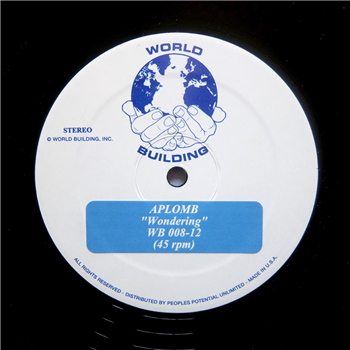 WORLD
BUILDING
STEREO
© WORLD BUILDING, INC.
APLOMB
"Wondering"
WB 008-12
(45 rpm)
ALL RIGHTS RESERVED - DISTRIBUTED BY PEOPLES POTENTIAL UNLIMITED - MADE IN U.S.A.